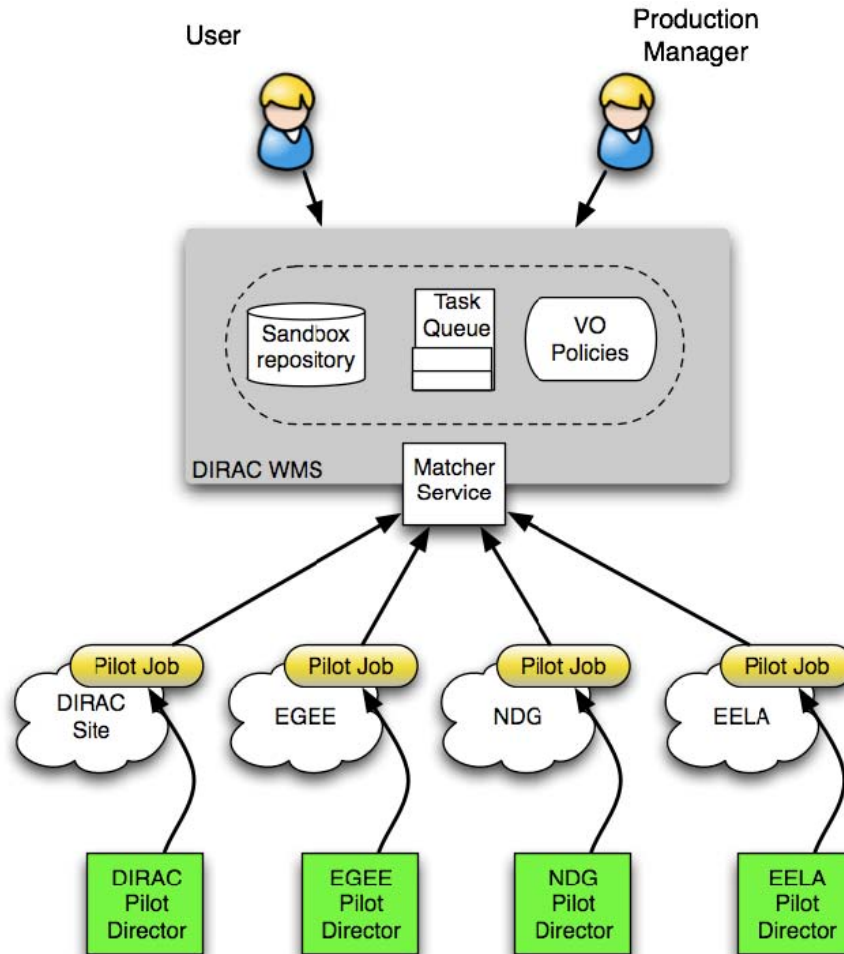 User
Production
Manager
Sandbox
repository
Task
Queue
VO
Policies
DIRAC WMS
Matcher
Service
Pilot Job
Pilot Job
Pilot Job
Pilot Job
DIRAC
Site
EGEE
NDG
EELA
DIRAC
Pilot
Director
EGEE
Pilot
Director
NDG
Pilot
Director
EELA
Pilot
Director